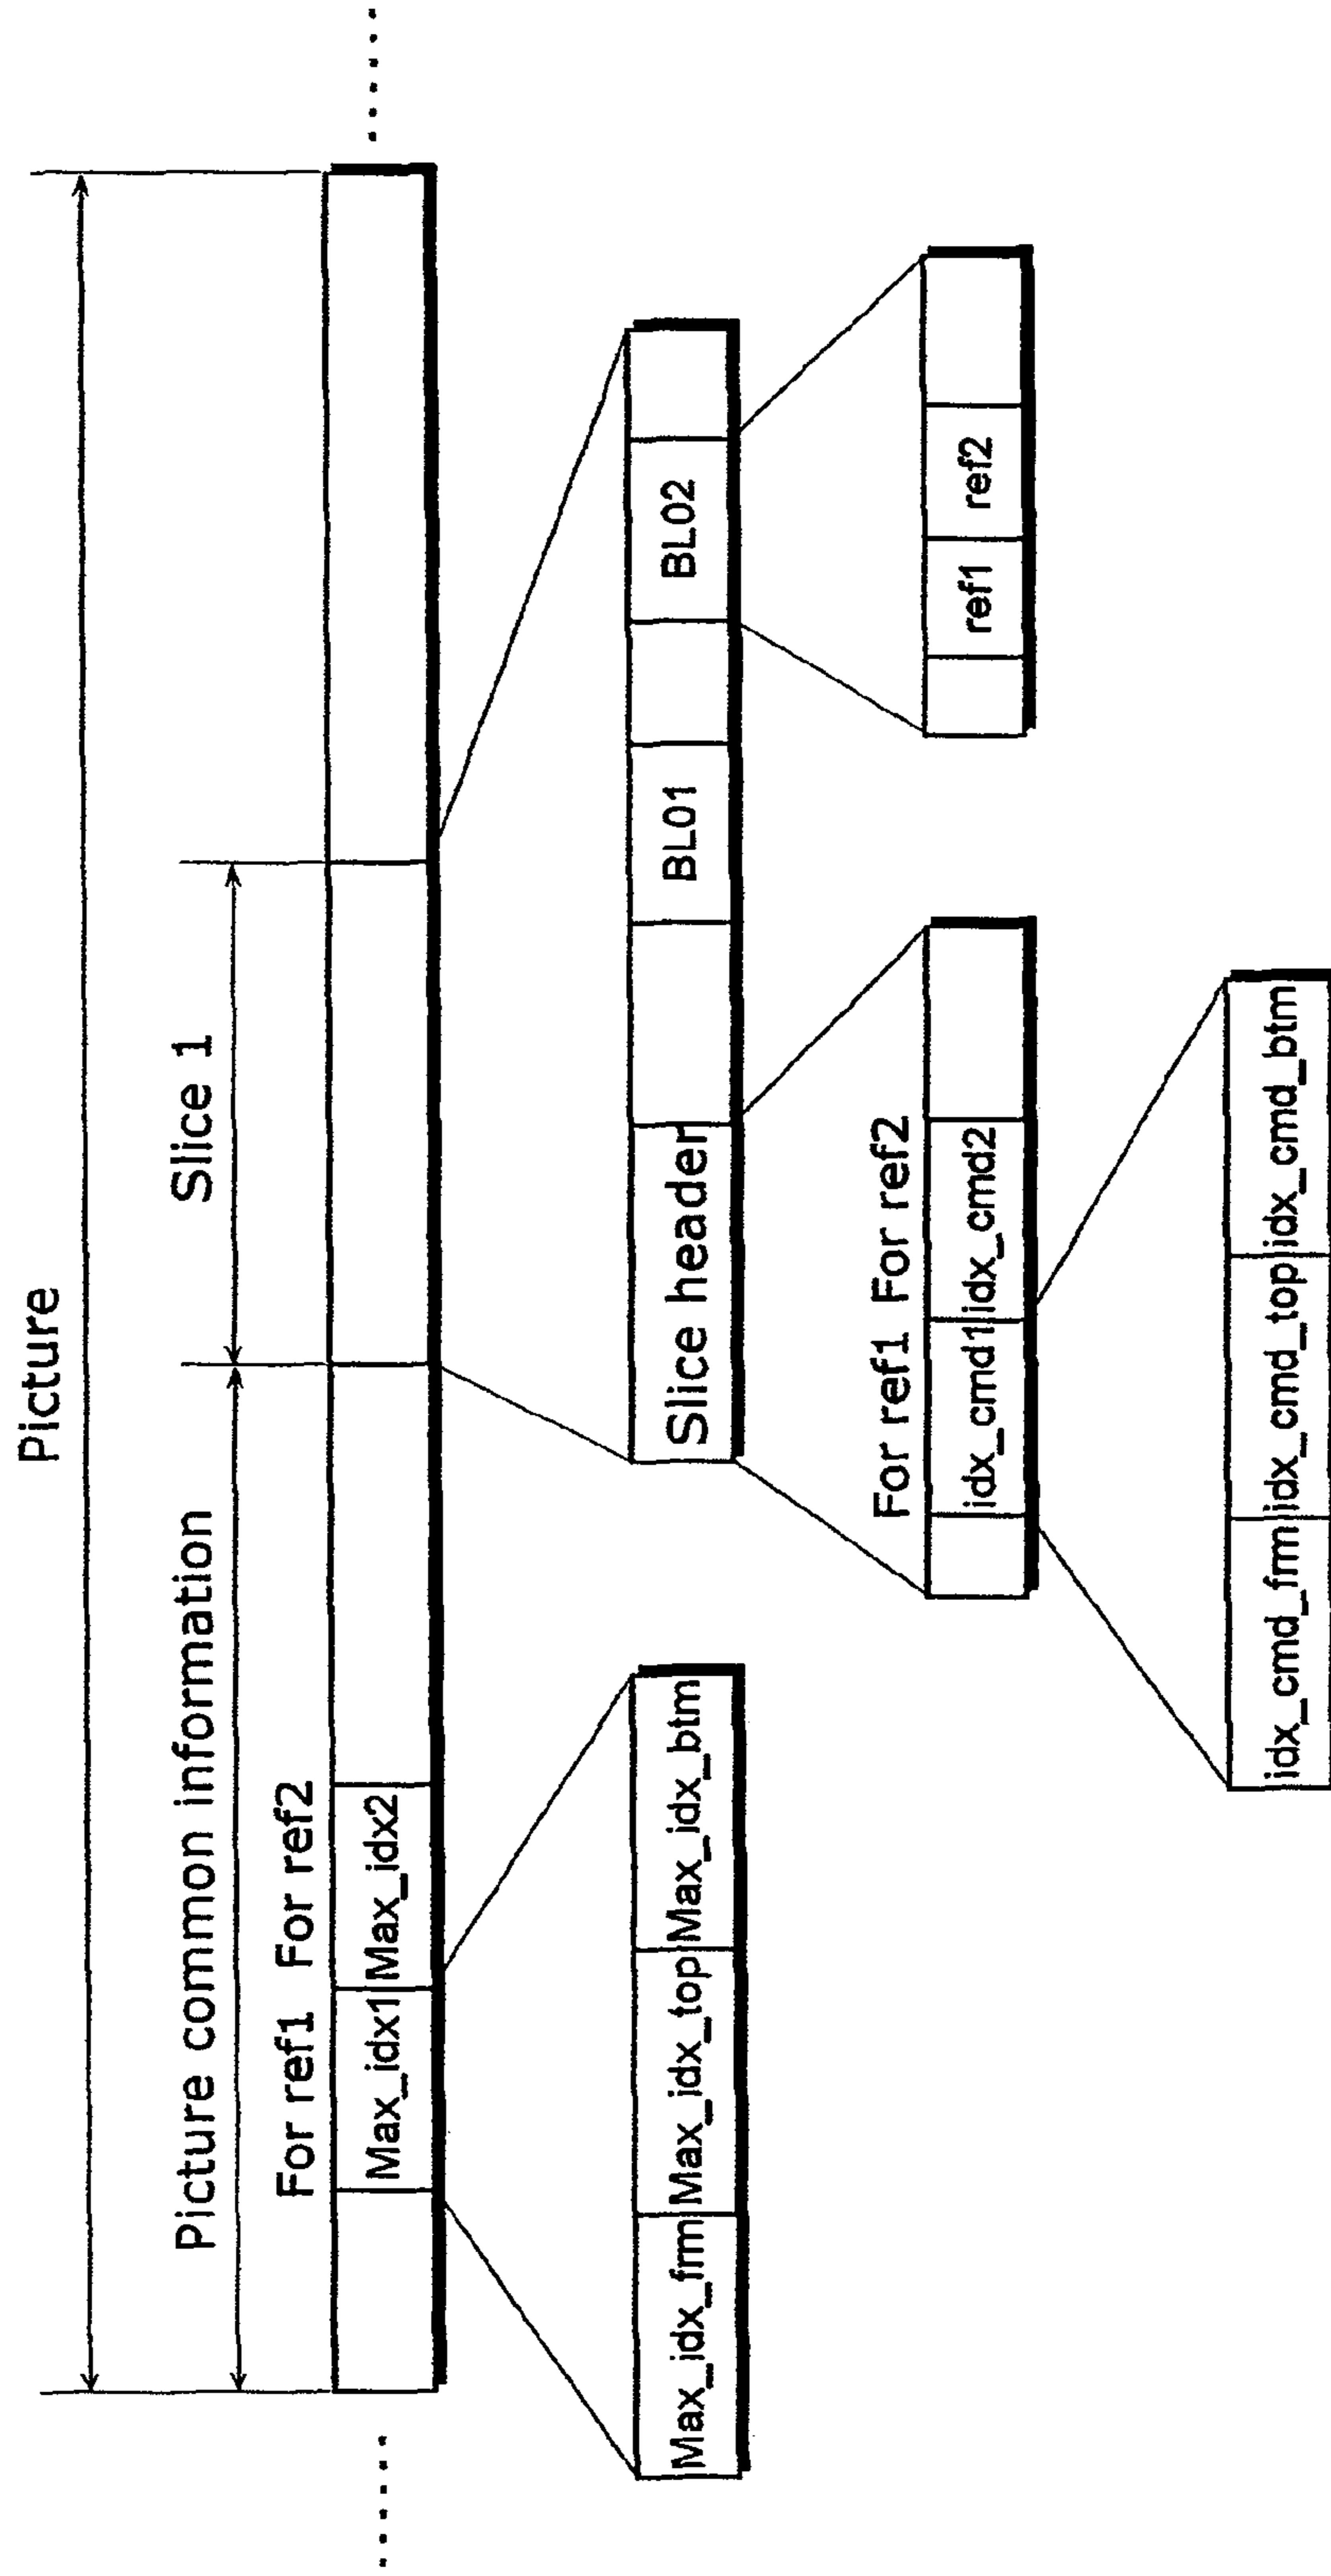 Picture
Picture common information
Slice 1
For ref1 For ref2
Max_idx1 Max_idx2
Max_idx_frm Max_idx_top Max_idx_btm
Slice header BL01 BL02
For ref1 For ref2
idx_cmd1 idx_cmd2
ref1 ref2
idx_cmd_frm idx_cmd_top idx_cmd_btm